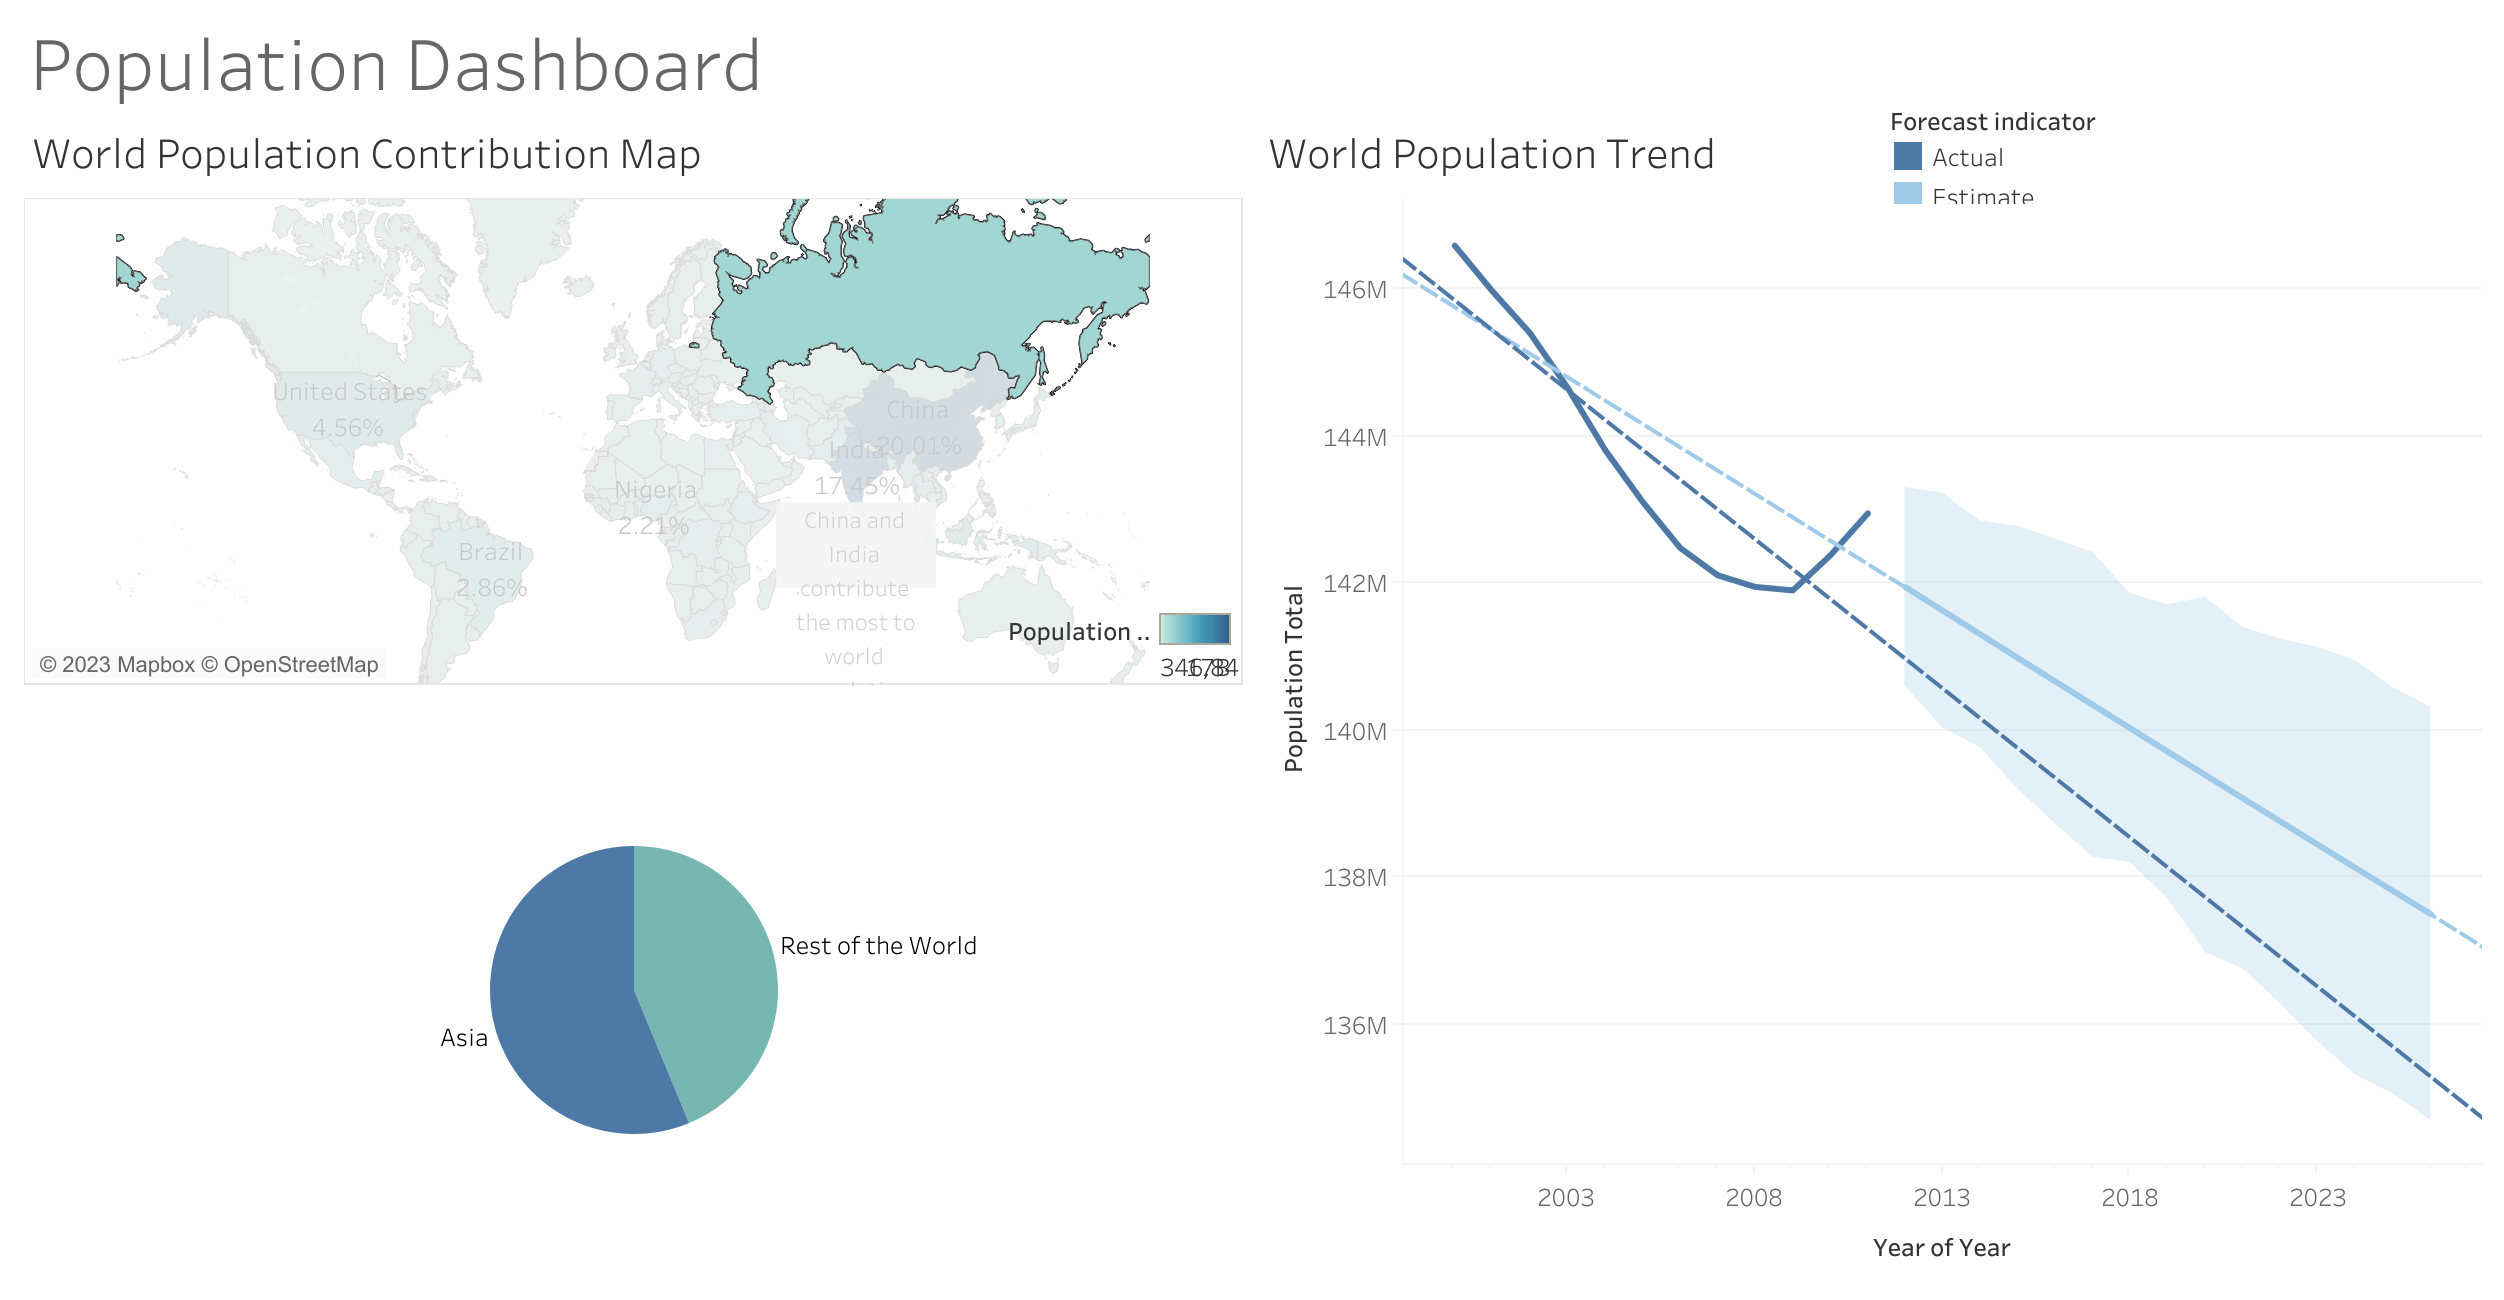 Population Dashboard
World Population Contribution Map
World Population Trend
Forecast indicator
Actual
Estimate
United States
4.56%
China
20.01%
India
17.45%
Nigeria
2.21%
Brazil
2.86%
China and
India
contribute
the most to
world
Population ..
© 2023 Mapbox © OpenStreetMap
Rest of the World
Asia
Population Total
146M
144M
142M
140M
138M
136M
2003
2008
2013
2018
2023
Year of Year